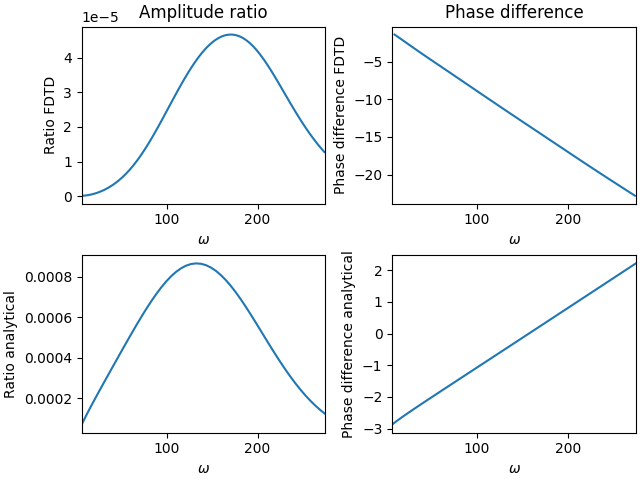 Amplitude ratio
1e−5
Ratio FDTD
4
3
2
1
0
100
200
ω
Phase difference
Phase difference FDTD
−5
−10
−15
−20
100
200
ω
Ratio analytical
0.0008
0.0006
0.0004
0.0002
100
200
ω
Phase difference analytical
2
1
0
−1
−2
−3
100
200
ω